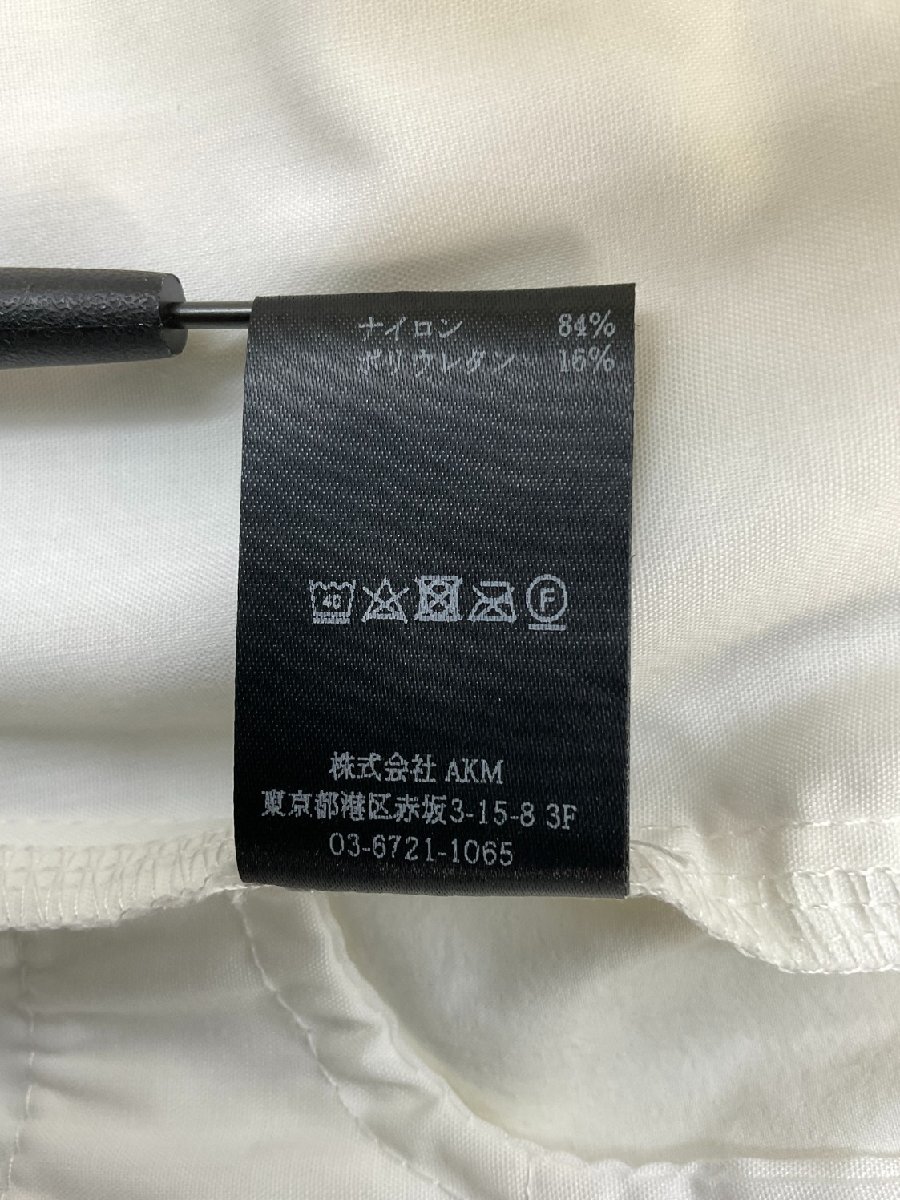 ナイロン 84%
ポリウレタン 16%
40 F
株式会社 AKM
東京都港区赤坂3-15-8 3F
03-6721-1065